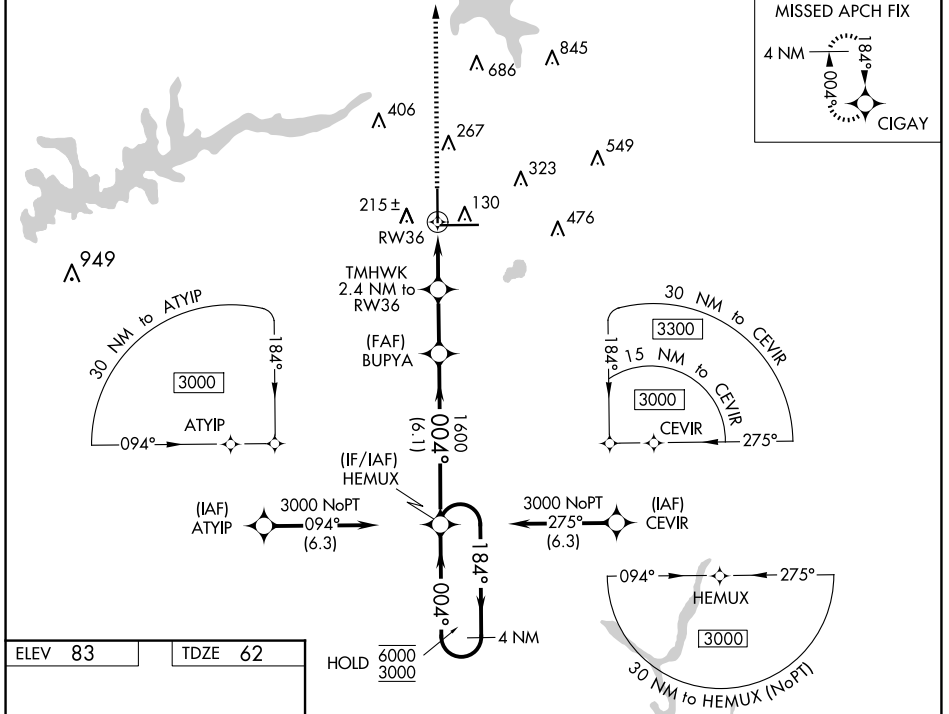 MISSED APCH FIX
4 NM
184°
004°
CIGAY
845
686
406
267
549
323
215 ±
130
476
RW36
949
TMHWK
2.4 NM to
RW36
(FAF)
BUPYA
30 NM to ATYIP
184°
3000
ATYIP
094°
30 NM to CEVIR
3300
184°
15 NM to CEVIR
3000
CEVIR
275°
1600
004°
(6.1)
(IF/IAF)
HEMUX
(IAF)
ATYIP
3000 NoPT
094°
(6.3)
3000 NoPT
275°
(6.3)
(IAF)
CEVIR
184°
004°
4 NM
HOLD
6000
3000
094°
275°
HEMUX
3000
30 NM to HEMUX (NoPT)
ELEV 83
TDZE 62